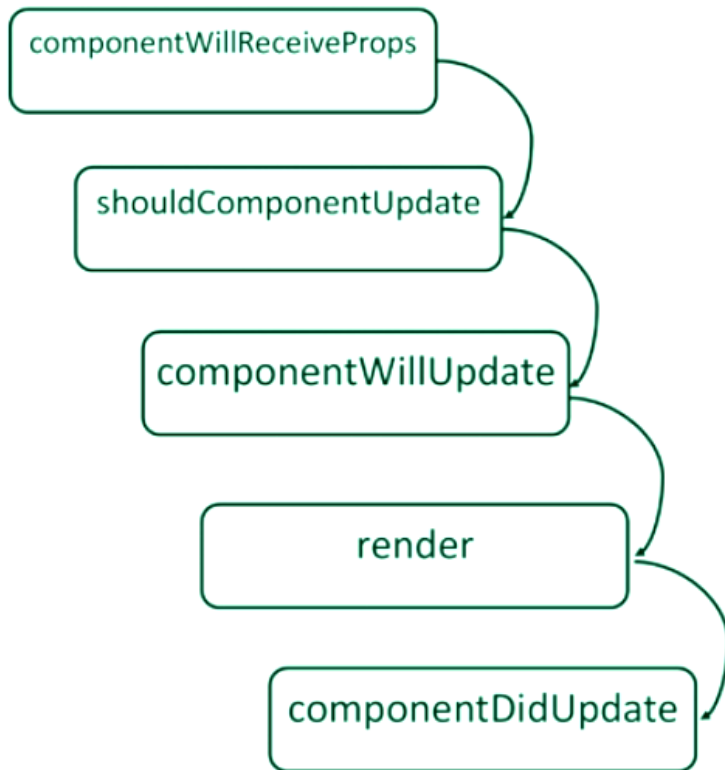 componentWillReceiveProps
shouldComponentUpdate
componentWillUpdate
render
componentDidUpdate